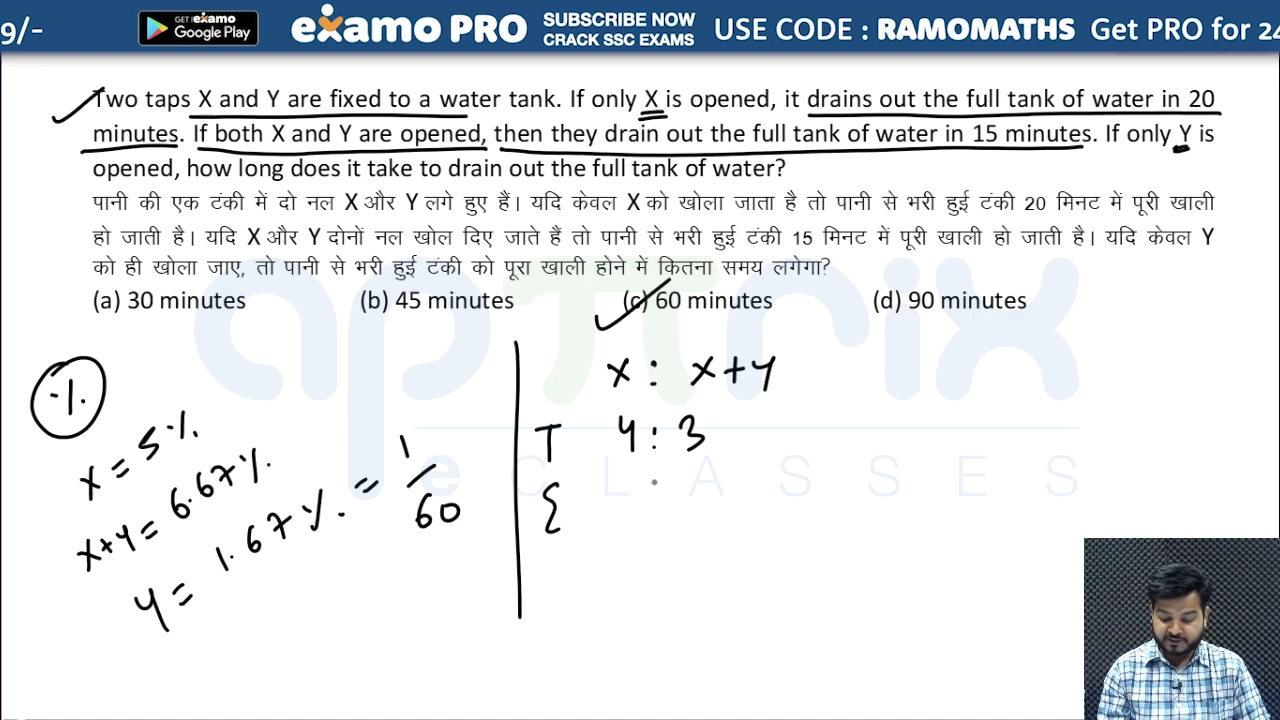 9/-
GET IT examo
Google Play
examo PRO
SUBSCRIBE NOW
CRACK SSC EXAMS
USE CODE : RAMOMATHS Get PRO for 24
Two taps X and Y are fixed to a water tank. If only X is opened, it drains out the full tank of water in 20
minutes. If both X and Y are opened, then they drain out the full tank of water in 15 minutes. If only Y is
opened, how long does it take to drain out the full tank of water?
पानी की एक टंकी में दो नल X और Y लगे हुए हैं। यदि केवल X को खोला जाता है तो पानी से भरी हुई टंकी 20 मिनट में पूरी खाली
हो जाती है। यदि X और Y दोनों नल खोल दिए जाते हैं तो पानी से भरी हुई टंकी 15 मिनट में पूरी खाली हो जाती है। यदि केवल Y
को ही खोला जाए, तो पानी से भरी हुई टंकी को पूरा खाली होने में कितना समय लगेगा?
(a) 30 minutes (b) 45 minutes (c) 60 minutes (d) 90 minutes
·/.
x = 5 %
x+y = 6.67 %
y = 1.67 % = 1/60
x : x+y
T 4 : 3
E
apπrix
CLASSES